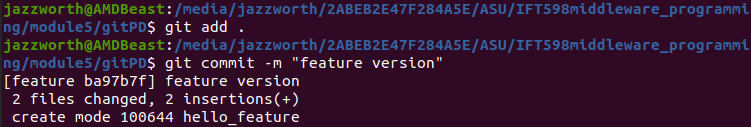 jazzworth@AMDBeast:/media/jazzworth/2ABEB2E47F284A5E/ASU/IFT598middleware_programmi
ng/module5/gitPD$ git add .
jazzworth@AMDBeast:/media/jazzworth/2ABEB2E47F284A5E/ASU/IFT598middleware_programmi
ng/module5/gitPD$ git commit -m "feature version"
[feature ba97b7f] feature version
 2 files changed, 2 insertions(+)
 create mode 100644 hello_feature